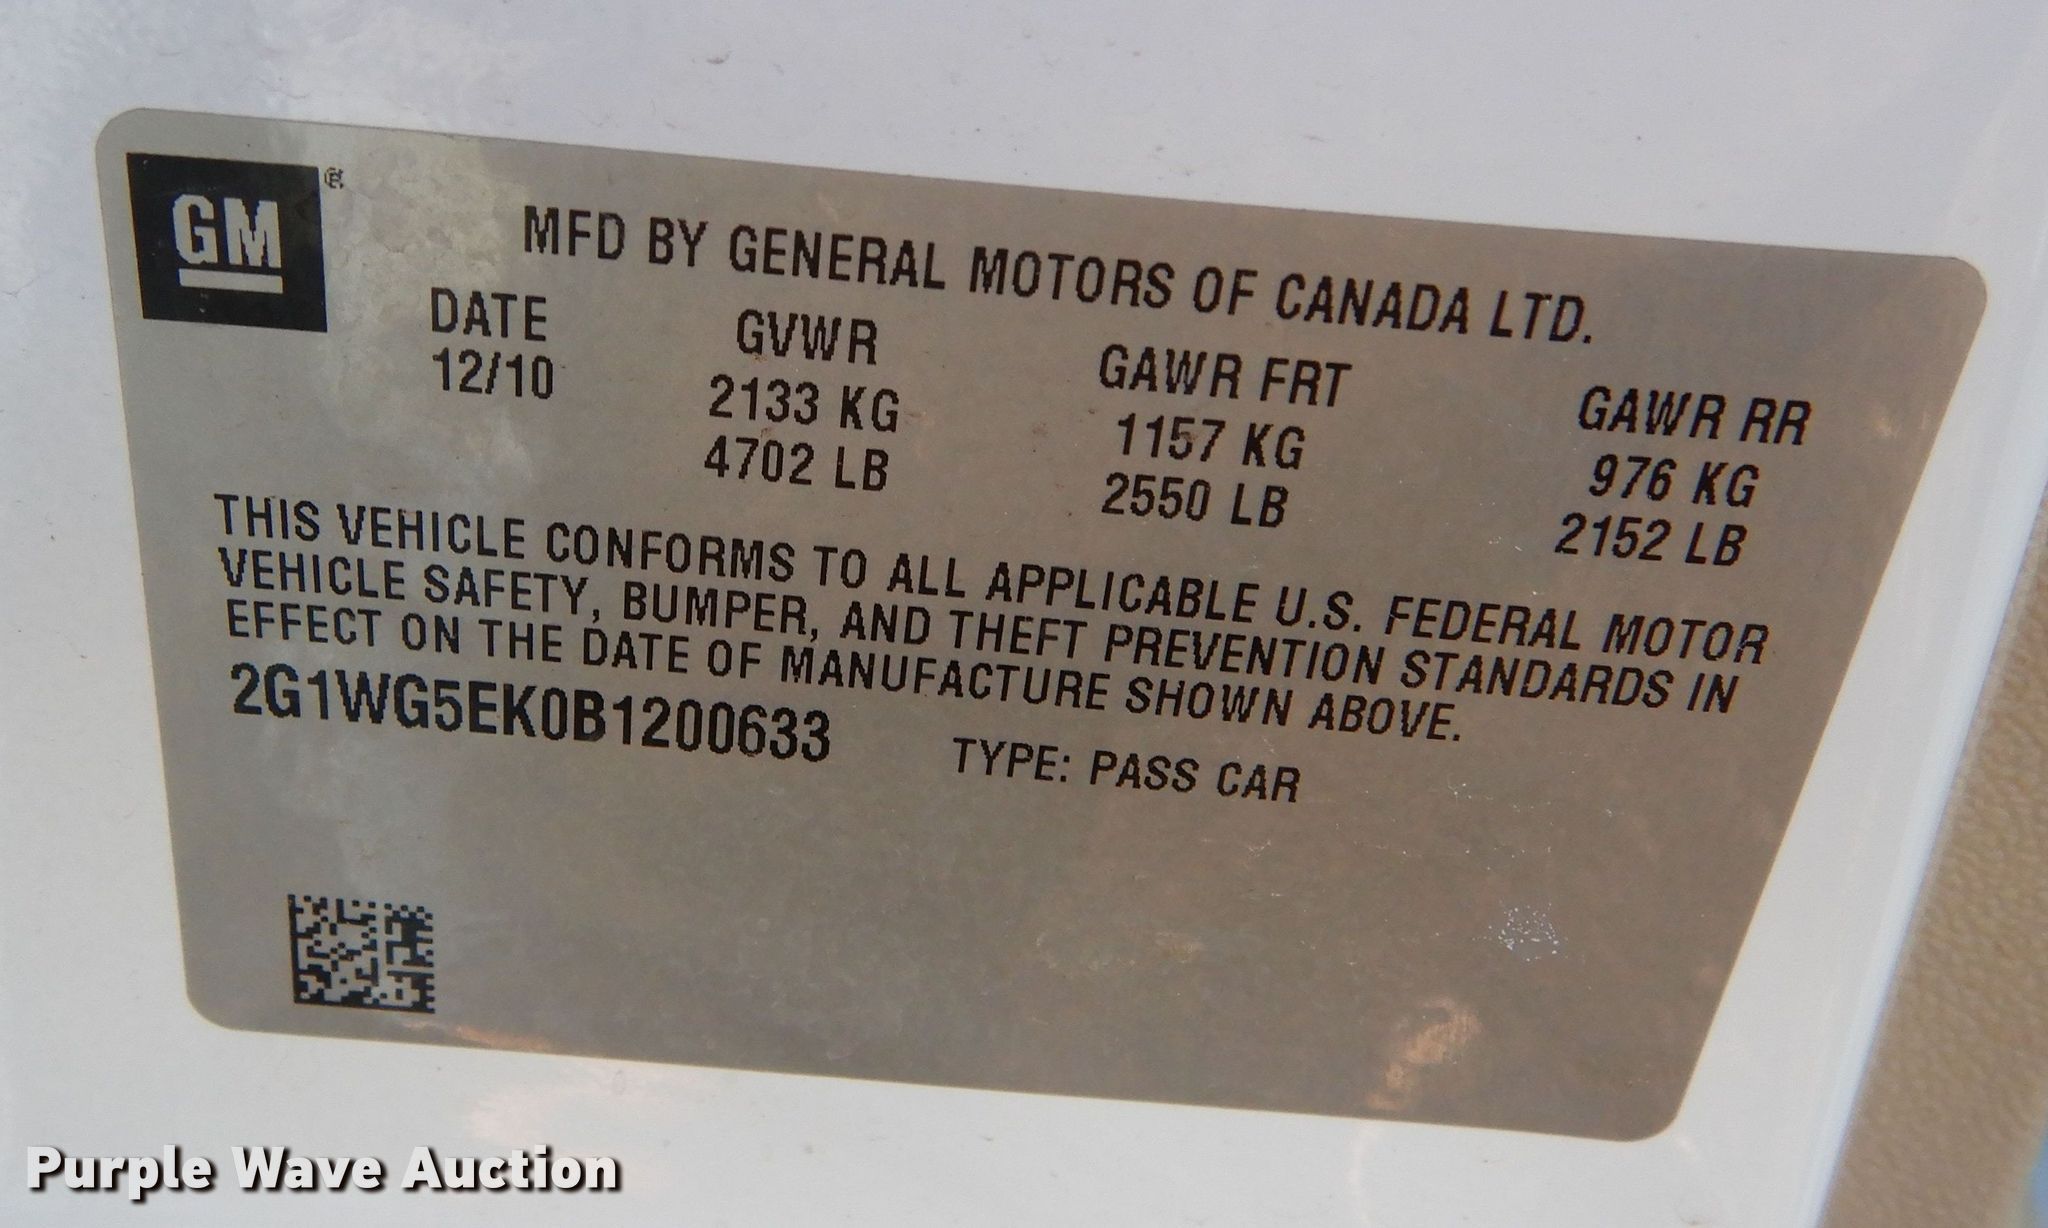 GM®
MFD BY GENERAL MOTORS OF CANADA LTD.
DATE GVWR GAWR FRT GAWR RR
12/10 2133 KG 1157 KG 976 KG
4702 LB 2550 LB 2152 LB
THIS VEHICLE CONFORMS TO ALL APPLICABLE U.S. FEDERAL MOTOR
VEHICLE SAFETY, BUMPER, AND THEFT PREVENTION STANDARDS IN
EFFECT ON THE DATE OF MANUFACTURE SHOWN ABOVE.
2G1WG5EK0B1200633 TYPE: PASS CAR
Purple Wave Auction